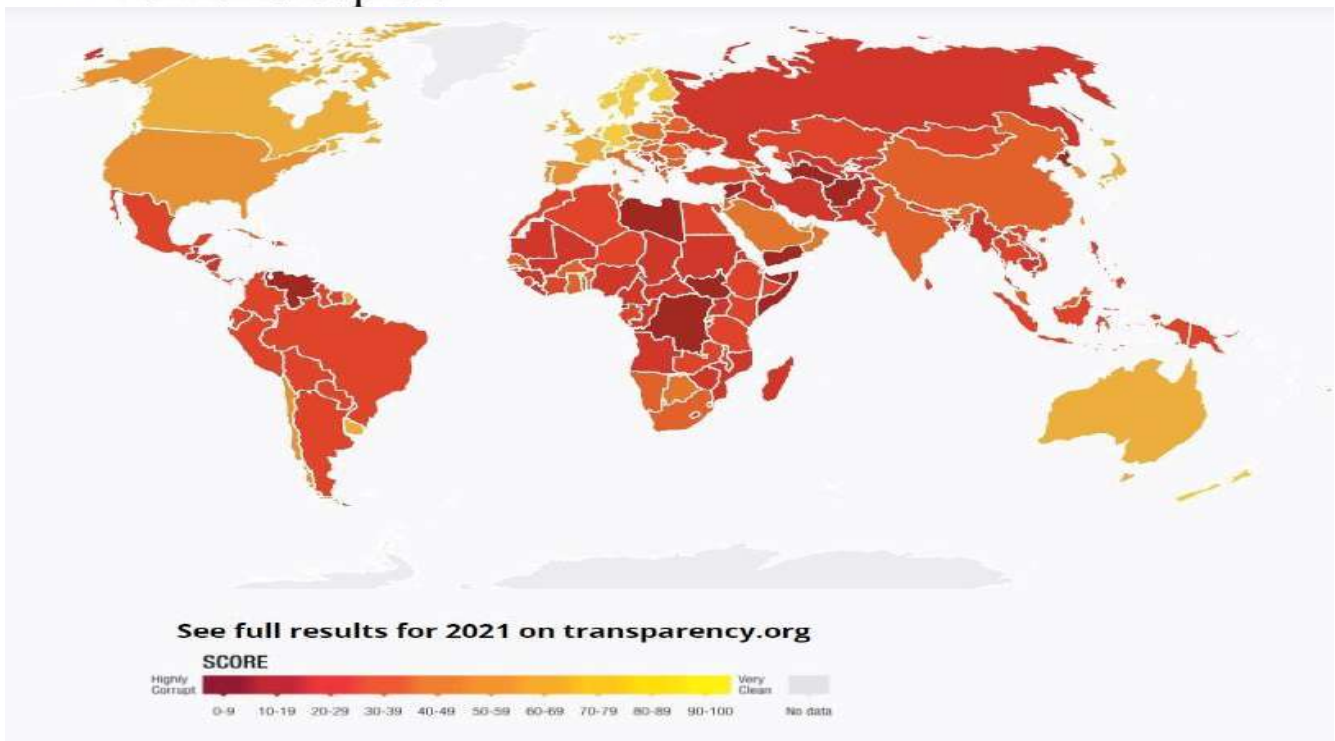 See full results for 2021 on transparency.org
SCORE
Highly Corrupt
Very Clean
0-9 10-19 20-29 30-39 40-49 50-59 60-69 70-79 80-89 90-100 No data